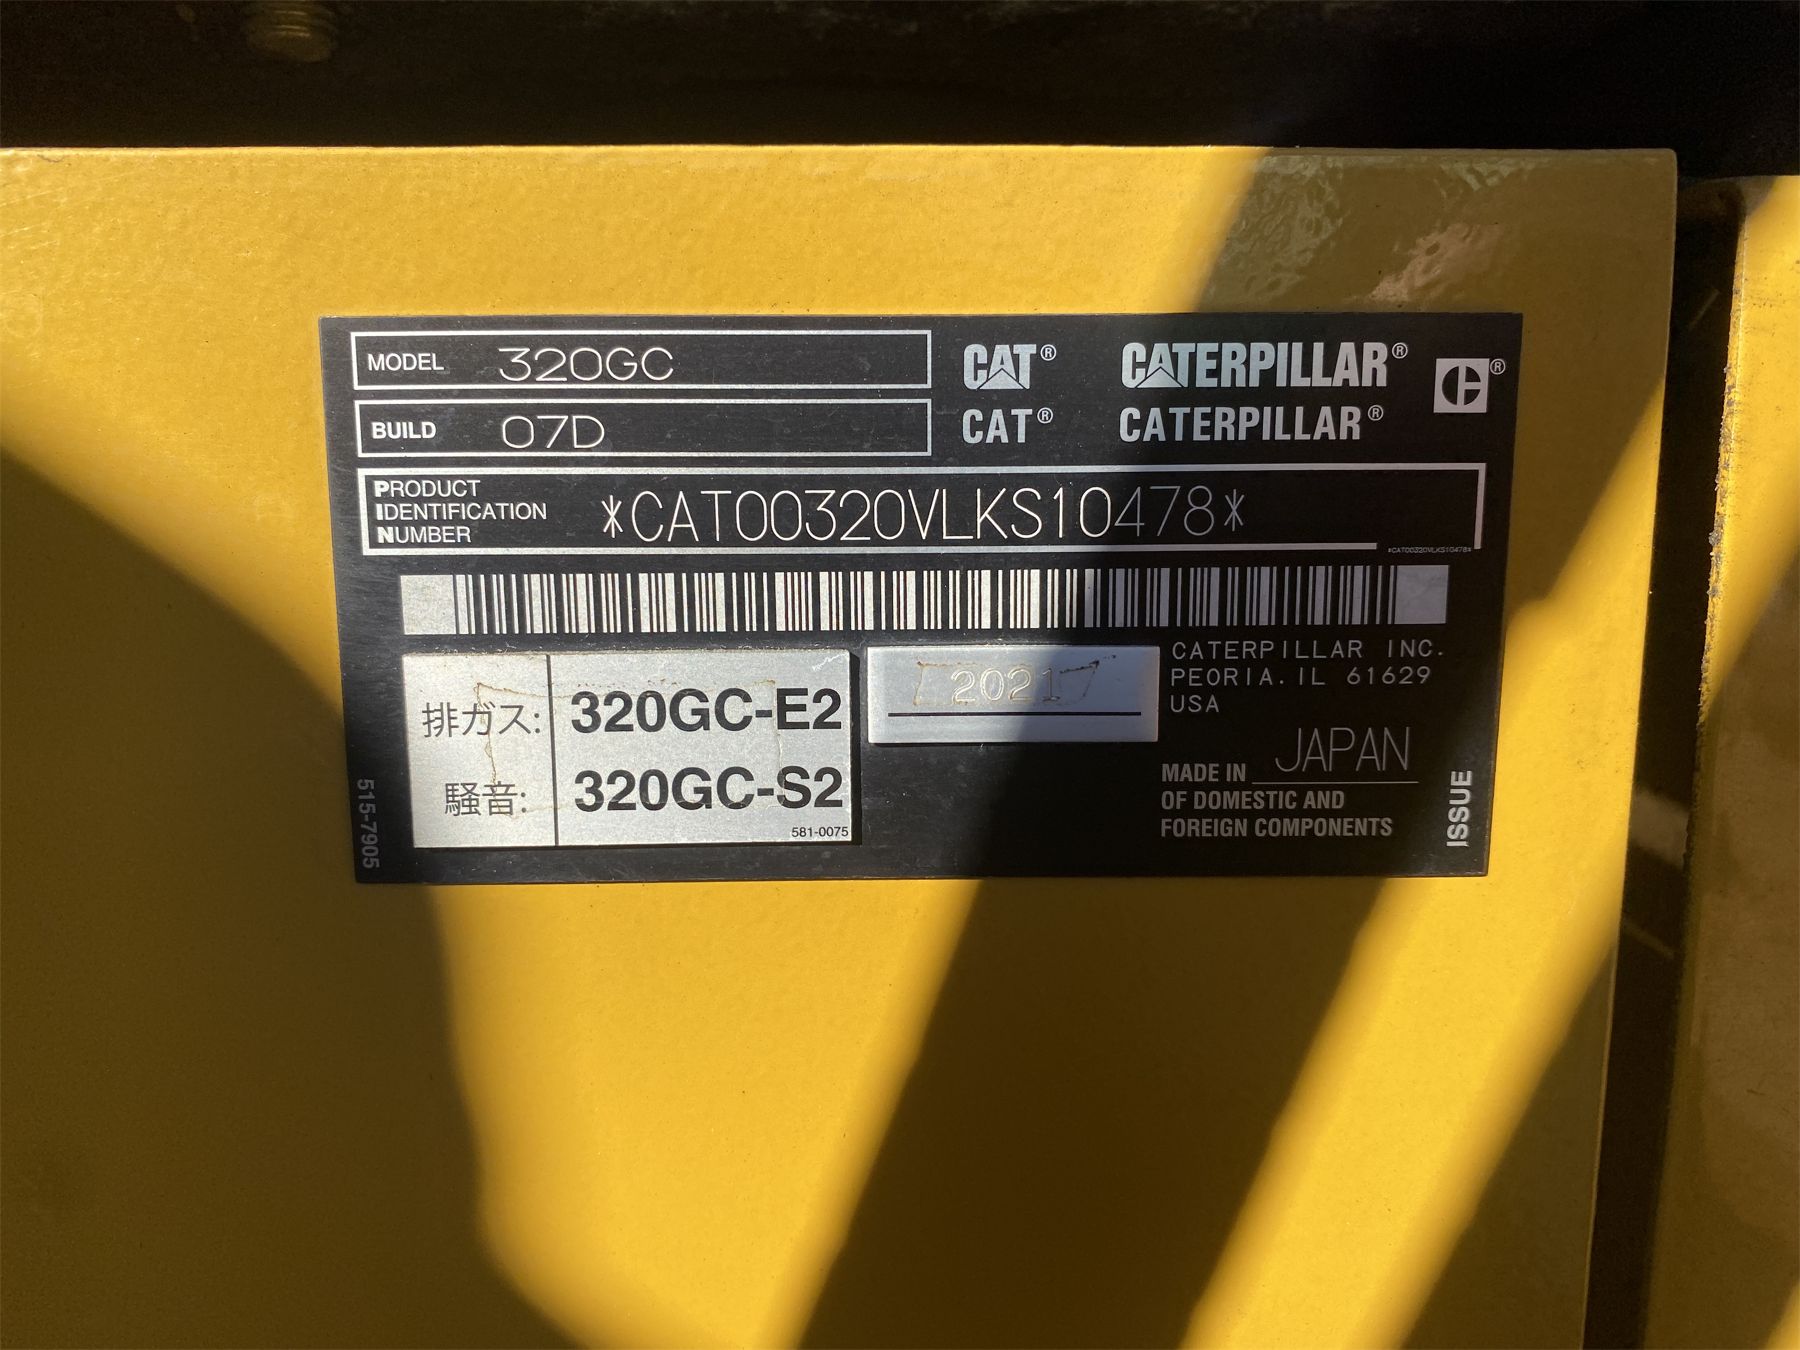 MODEL 320GC
BUILD 07D
CAT® CATERPILLAR®
CAT® CATERPILLAR®
C ®
PRODUCT
IDENTIFICATION
NUMBER
*CAT00320VLKS10478*
*CAT00320VLKS10478*
排ガス: 320GC-E2
騒音: 320GC-S2
581-0075
2021
CATERPILLAR INC.
PEORIA. IL 61629
USA
MADE IN JAPAN
OF DOMESTIC AND
FOREIGN COMPONENTS
ISSUE
515-7905